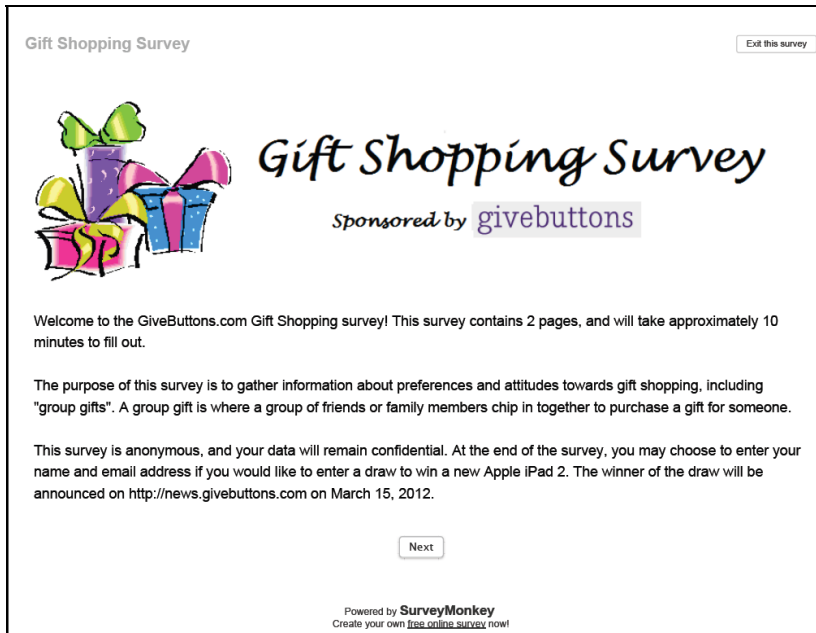 Gift Shopping Survey
Exit this survey
Gift Shopping Survey
Sponsored by givebuttons
Welcome to the GiveButtons.com Gift Shopping survey! This survey contains 2 pages, and will take approximately 10
minutes to fill out.
The purpose of this survey is to gather information about preferences and attitudes towards gift shopping, including
"group gifts". A group gift is where a group of friends or family members chip in together to purchase a gift for someone.
This survey is anonymous, and your data will remain confidential. At the end of the survey, you may choose to enter your
name and email address if you would like to enter a draw to win a new Apple iPad 2. The winner of the draw will be
announced on http://news.givebuttons.com on March 15, 2012.
Next
Powered by SurveyMonkey
Create your own free online survey now!